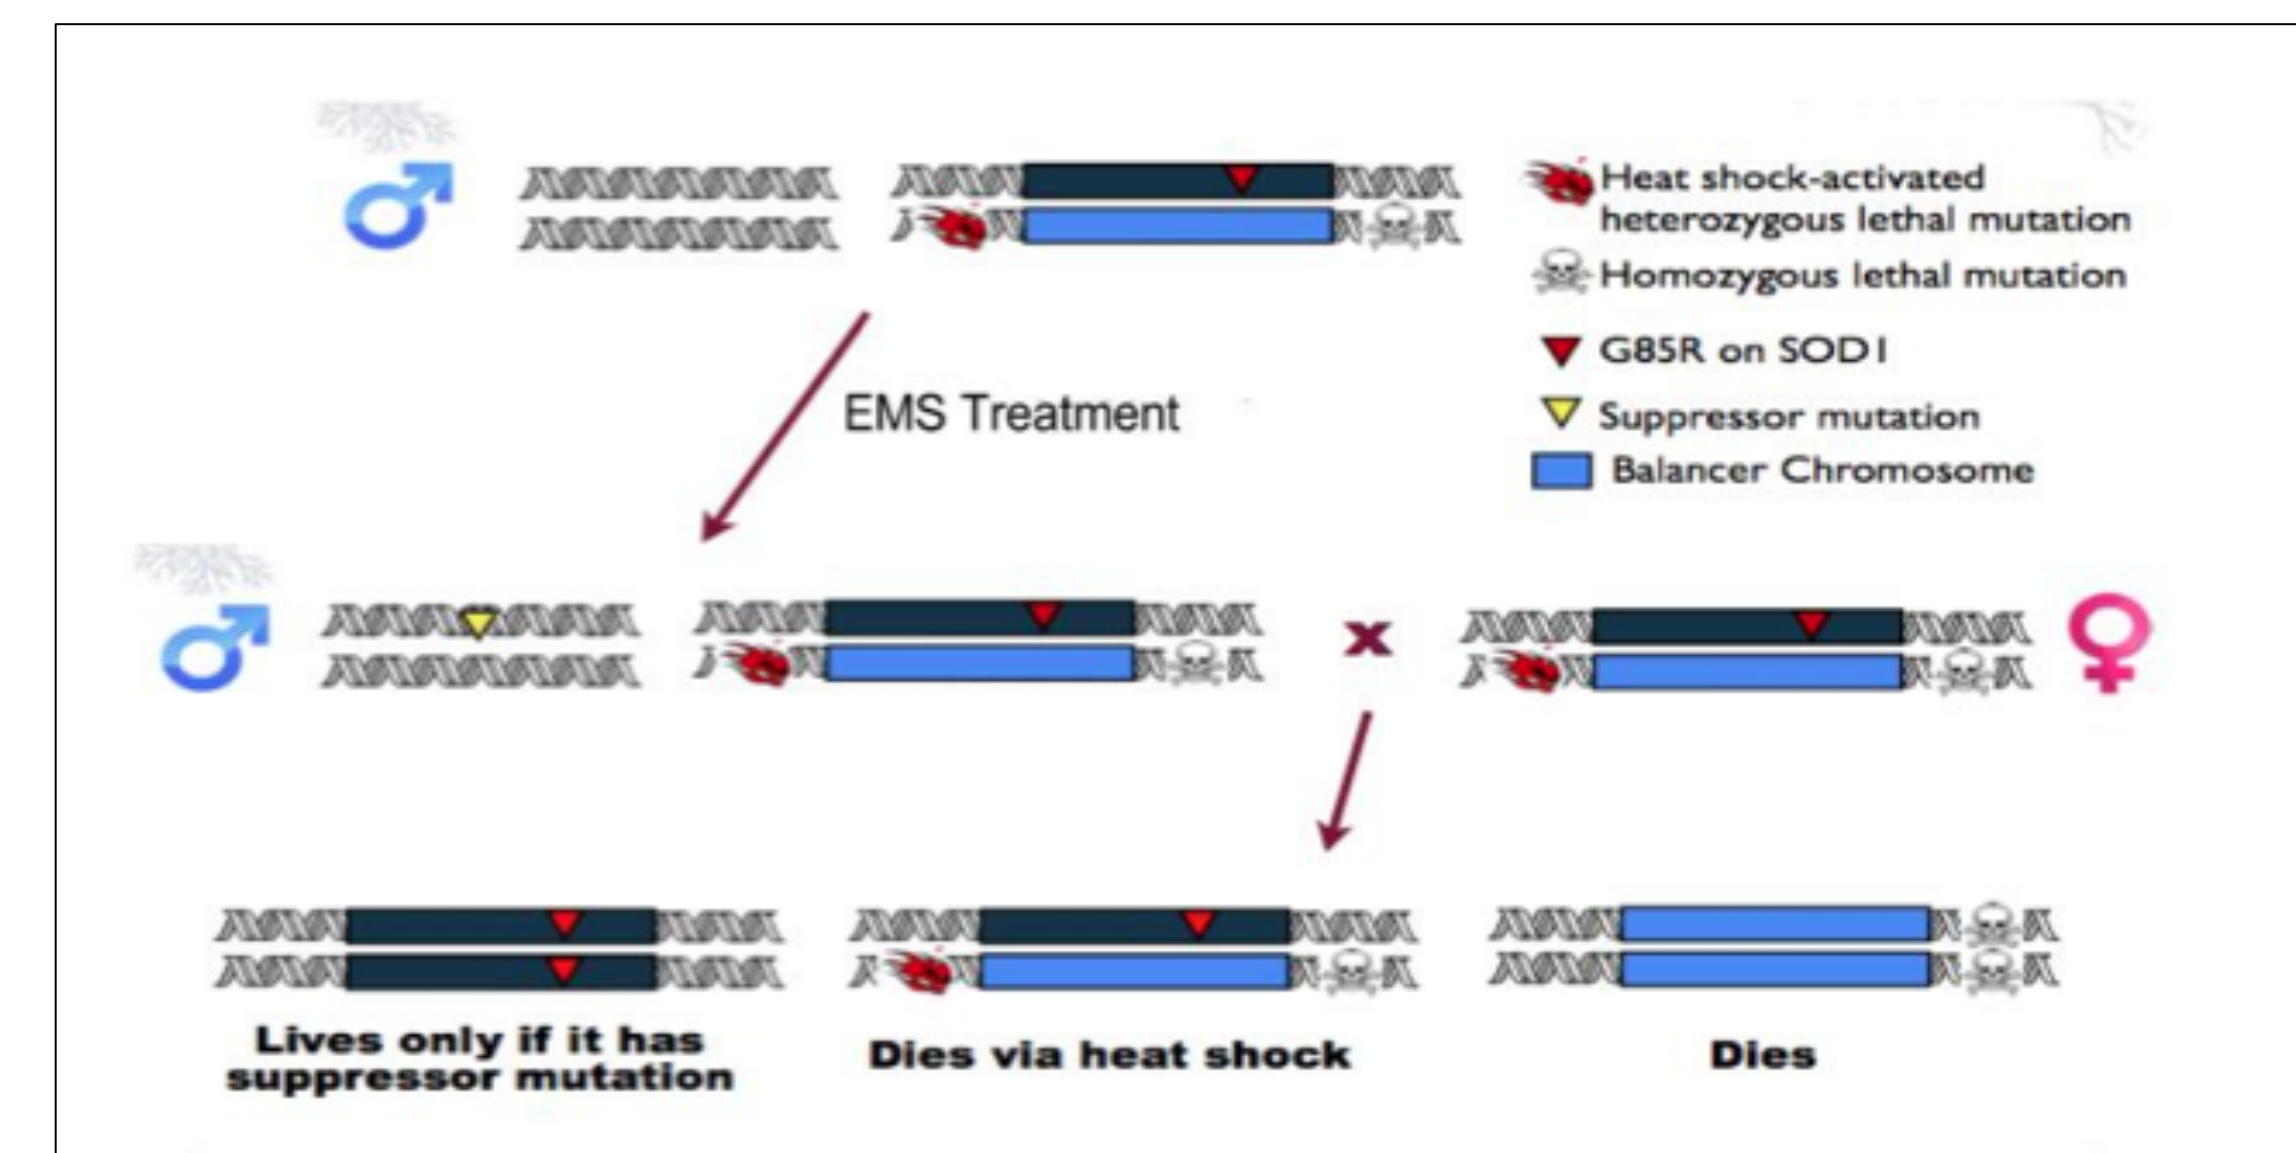 Heat shock-activated
heterozygous lethal mutation
Homozygous lethal mutation
G85R on SOD1
EMS Treatment
Suppressor mutation
Balancer Chromosome
x
Lives only if it has
suppressor mutation
Dies via heat shock
Dies